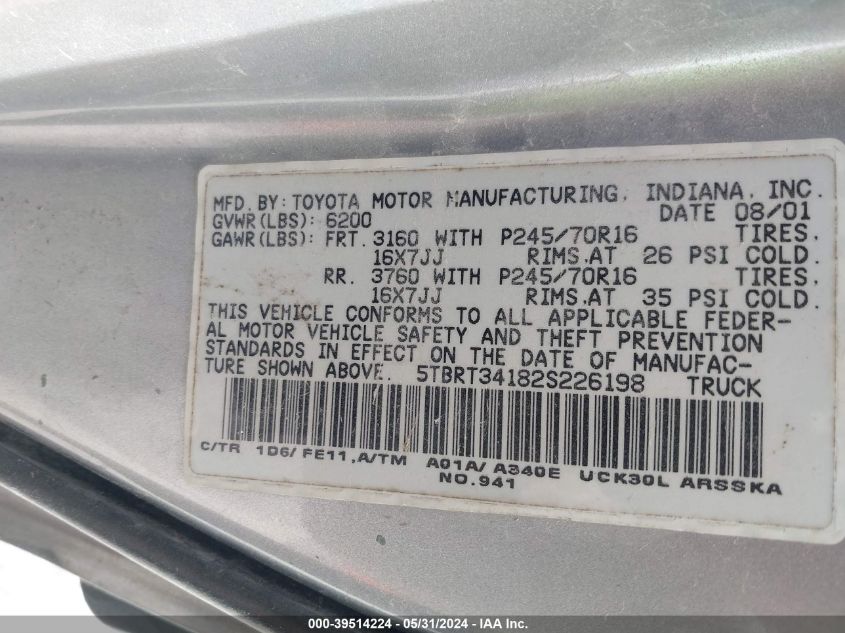 MFD. BY: TOYOTA MOTOR MANUFACTURING, INDIANA, INC.
GVWR(LBS): 6200 DATE 08/01
GAWR(LBS): FRT. 3160 WITH P245/70R16 TIRES,
16X7JJ RIMS.AT 26 PSI COLD.
RR. 3760 WITH P245/70R16 TIRES,
16X7JJ RIMS.AT 35 PSI COLD.
THIS VEHICLE CONFORMS TO ALL APPLICABLE FEDER-
AL MOTOR VEHICLE SAFETY AND THEFT PREVENTION
STANDARDS IN EFFECT ON THE DATE OF MANUFAC-
TURE SHOWN ABOVE. 5TBRT34182S226198 TRUCK
C/TR 1D6/ FE11,A/TM A01A/ A340E UCK30L ARSSKA
NO.941
000-39514224 | 05/31/2024 | IAA Inc.